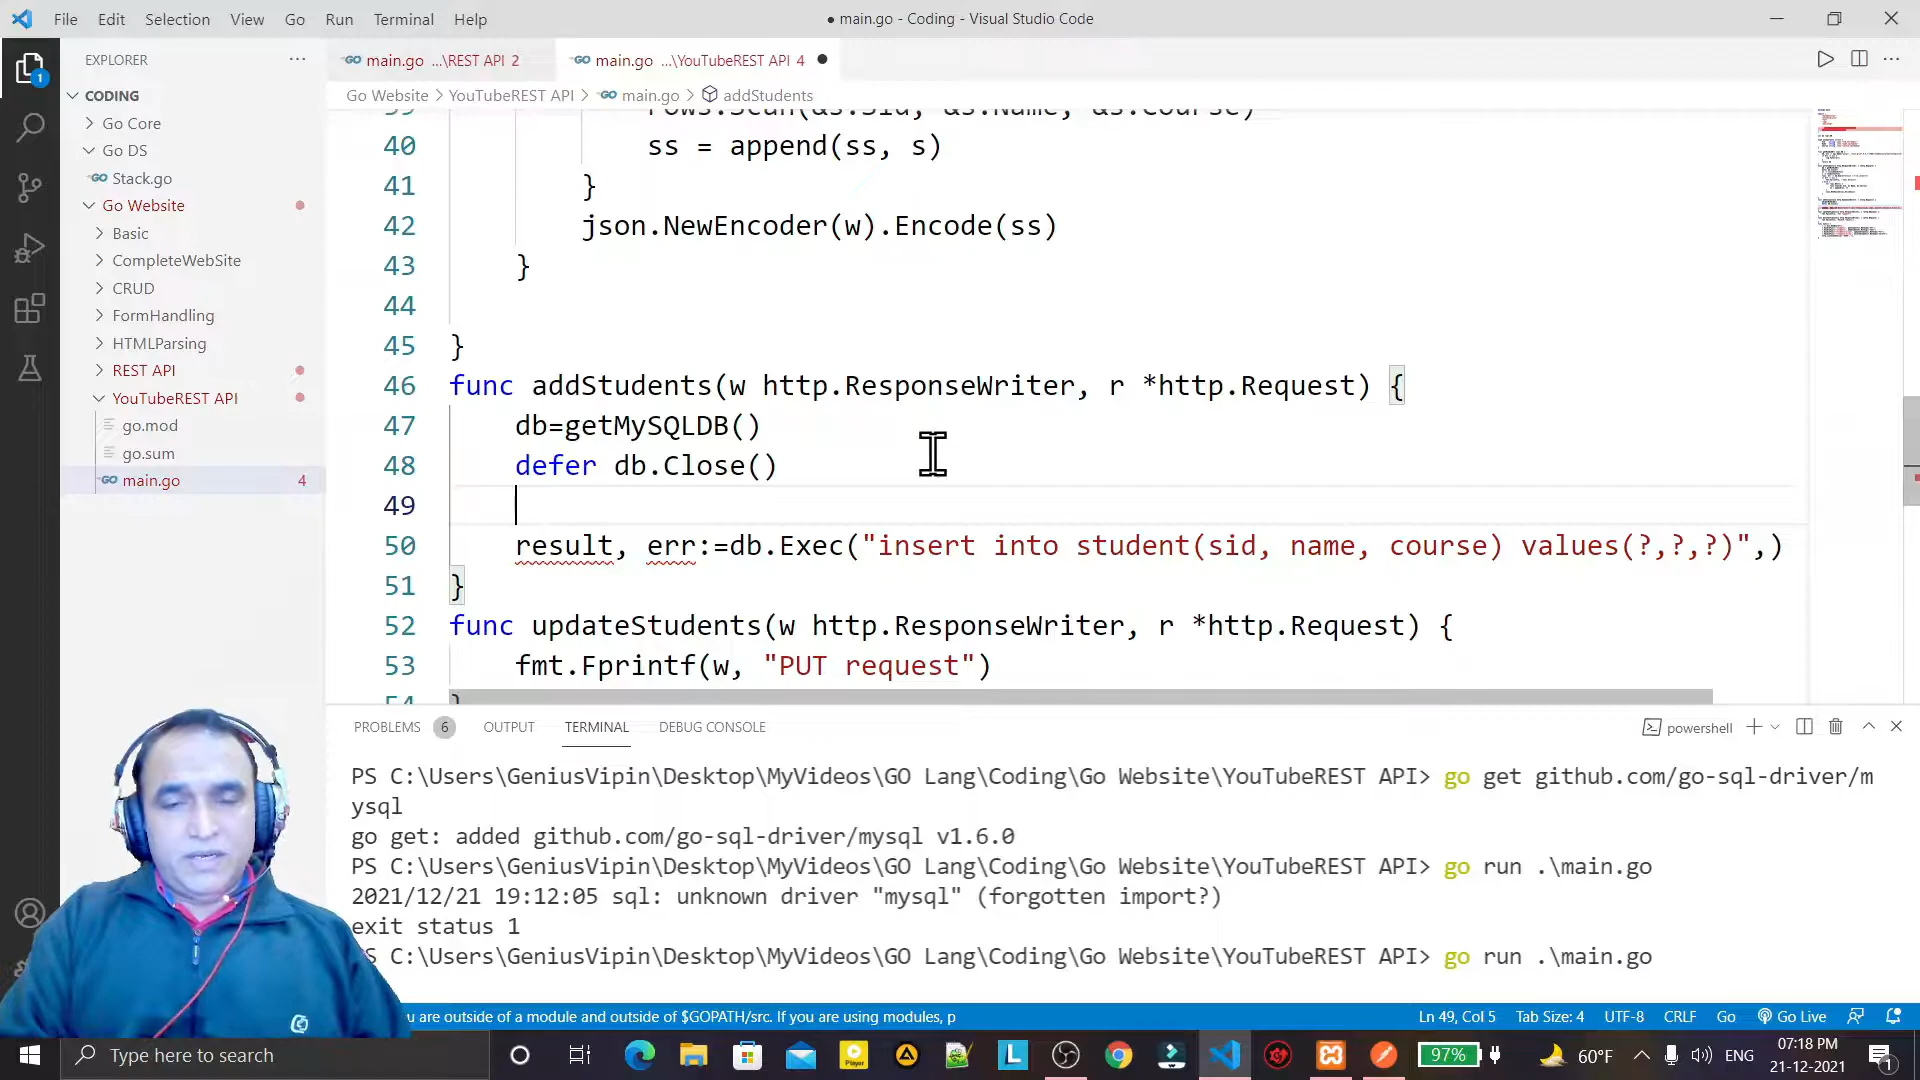 File Edit Selection View Go Run Terminal Help
● main.go - Coding - Visual Studio Code
EXPLORER
main.go ...\REST API 2
main.go ...\YouTubeREST API 4 ●
CODING
Go Website > YouTubeREST API > main.go > addStudents
Go Core
Go DS
Stack.go
Go Website
Basic
CompleteWebSite
CRUD
FormHandling
HTMLParsing
REST API
YouTubeREST API
go.mod
go.sum
main.go 4
1
39 rows.Scan(&s.Sid, &s.Name, &s.Course)
40 ss = append(ss, s)
41 }
42 json.NewEncoder(w).Encode(ss)
43 }
44
45 }
46 func addStudents(w http.ResponseWriter, r *http.Request) {
47 db=getMySQLDB()
48 defer db.Close()
49
50 result, err:=db.Exec("insert into student(sid, name, course) values(?,?,?)",)
51 }
52 func updateStudents(w http.ResponseWriter, r *http.Request) {
53 fmt.Fprintf(w, "PUT request")
54 }
PROBLEMS 6 OUTPUT TERMINAL DEBUG CONSOLE
powershell
PS C:\Users\GeniusVipin\Desktop\MyVideos\GO Lang\Coding\Go Website\YouTubeREST API> go get github.com/go-sql-driver/m
ysql
go get: added github.com/go-sql-driver/mysql v1.6.0
PS C:\Users\GeniusVipin\Desktop\MyVideos\GO Lang\Coding\Go Website\YouTubeREST API> go run .\main.go
2021/12/21 19:12:05 sql: unknown driver "mysql" (forgotten import?)
exit status 1
PS C:\Users\GeniusVipin\Desktop\MyVideos\GO Lang\Coding\Go Website\YouTubeREST API> go run .\main.go
u are outside of a module and outside of $GOPATH/src. If you are using modules, p
Ln 49, Col 5 Tab Size: 4 UTF-8 CRLF Go Go Live
Type here to search
Player
L
97%
60°F
ENG
07:18 PM
21-12-2021
1